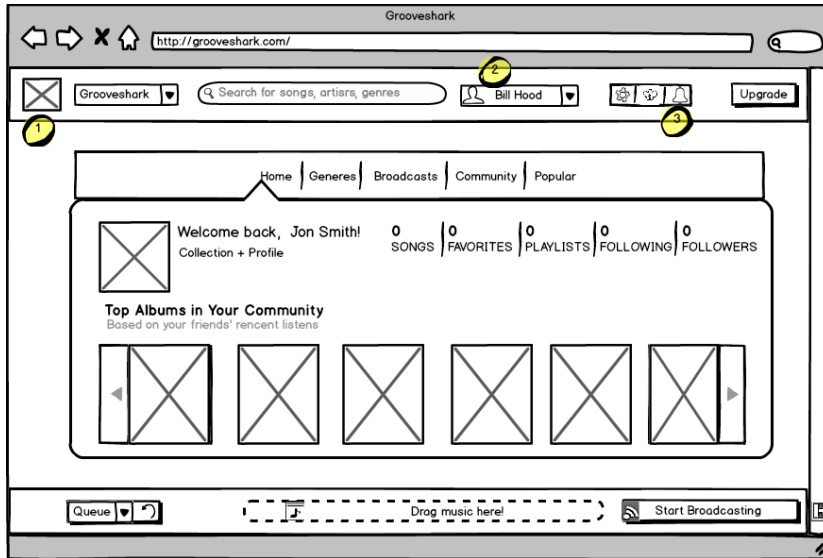 Grooveshark
http://grooveshark.com/
2
Grooveshark Search for songs, artisrs, genres Bill Hood Upgrade
1 3
Home Generes Broadcasts Community Popular
Welcome back, Jon Smith! 0 0 0 0 0
Collection + Profile SONGS FAVORITES PLAYLISTS FOLLOWING FOLLOWERS
Top Albums in Your Community
Based on your friends' rencent listens
Queue Drag music here! Start Broadcasting